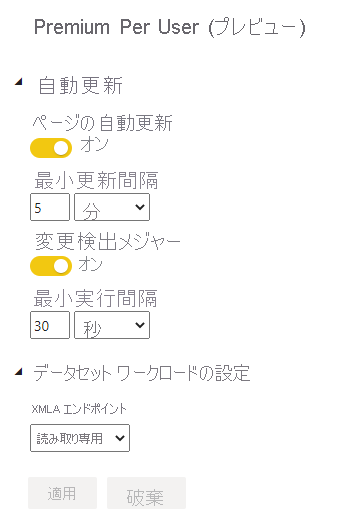 Premium Per User (プレビュー)
自動更新
ページの自動更新
オン
最小更新間隔
5 分
変更検出メジャー
オン
最小実行間隔
30 秒
データセット ワークロードの設定
XMLA エンドポイント
読み取り専用
適用 破棄